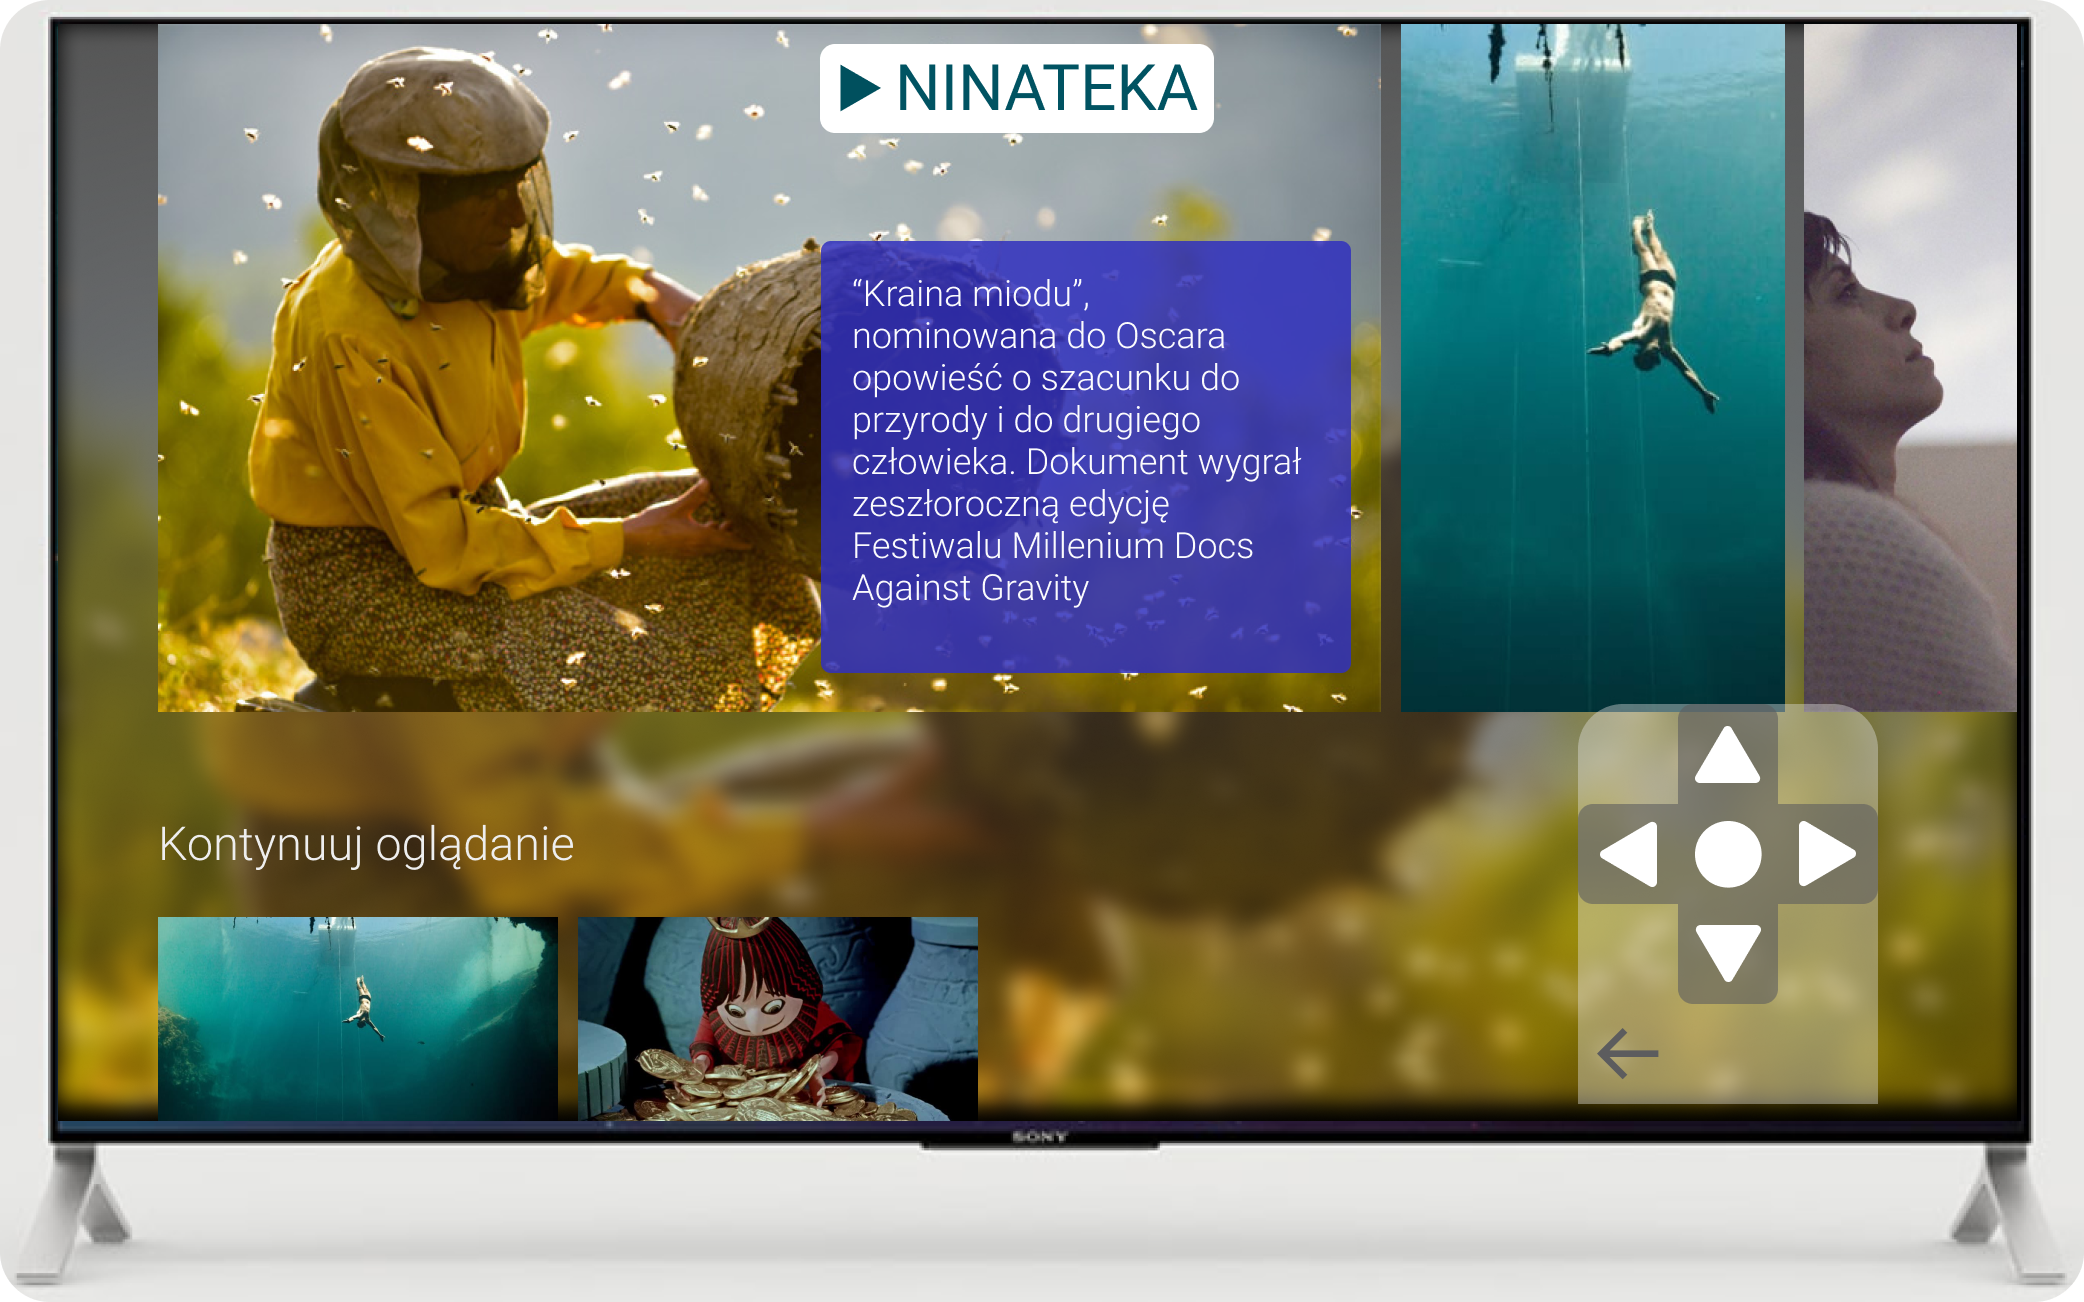 NINATEKA
“Kraina miodu”,
nominowana do Oscara
opowieść o szacunku do
przyrody i do drugiego
człowieka. Dokument wygrał
zeszłoroczną edycję
Festiwalu Millenium Docs
Against Gravity
Kontynuuj oglądanie
SONY